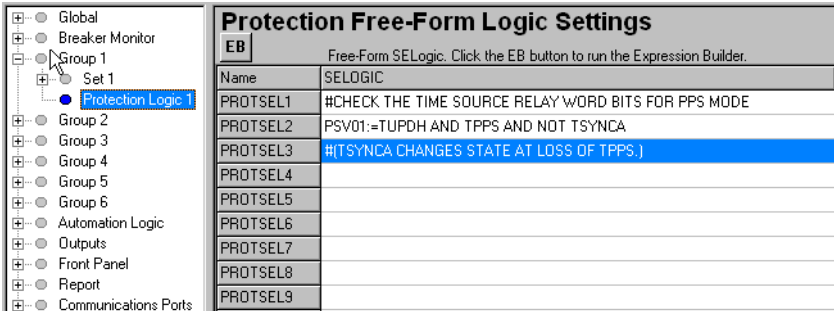 Global
Breaker Monitor
Group 1
Set 1
Protection Logic 1
Group 2
Group 3
Group 4
Group 5
Group 6
Automation Logic
Outputs
Front Panel
Report
Communications Ports
Protection Free-Form Logic Settings
EB
Free-Form SELogic. Click the EB button to run the Expression Builder.
Name SELOGIC
PROTSEL1 #CHECK THE TIME SOURCE RELAY WORD BITS FOR PPS MODE
PROTSEL2 PSV01:=TUPDH AND TPPS AND NOT TSYNCA
PROTSEL3 #(TSYNCA CHANGES STATE AT LOSS OF TPPS.)
PROTSEL4
PROTSEL5
PROTSEL6
PROTSEL7
PROTSEL8
PROTSEL9